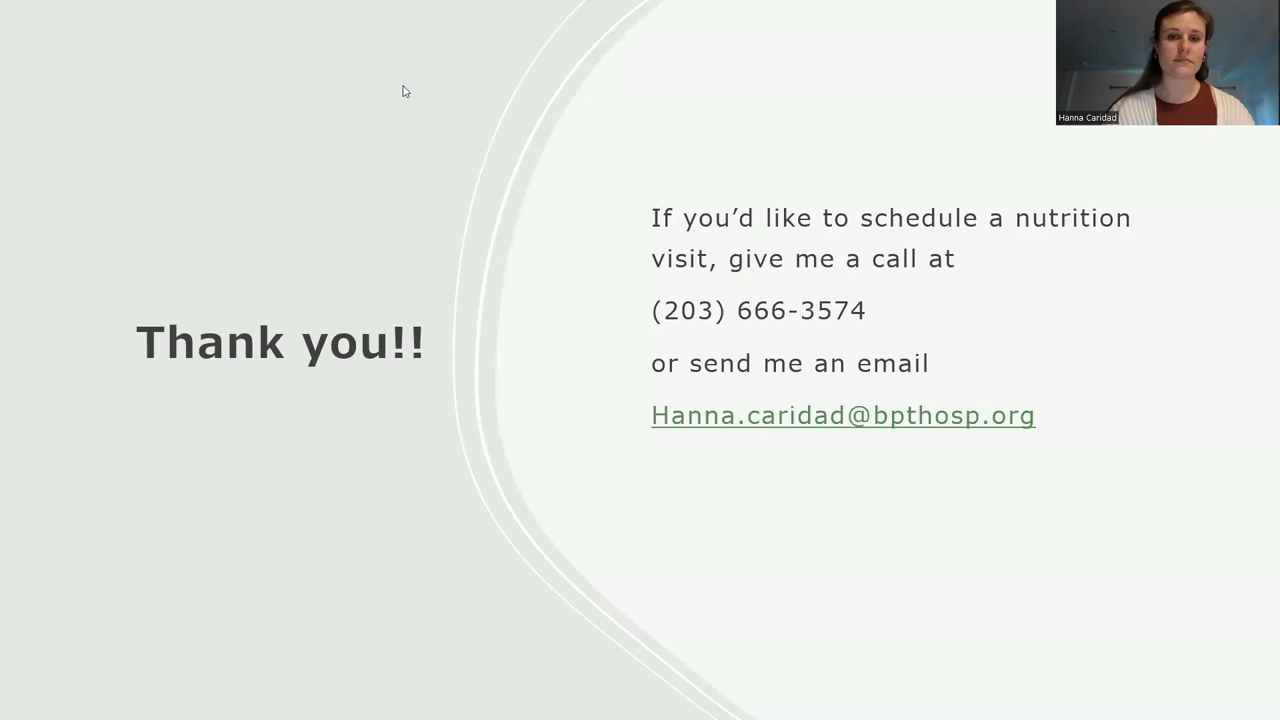 Hanna Caridad
Thank you!!
If you’d like to schedule a nutrition
visit, give me a call at
(203) 666-3574
or send me an email
Hanna.caridad@bpthosp.org